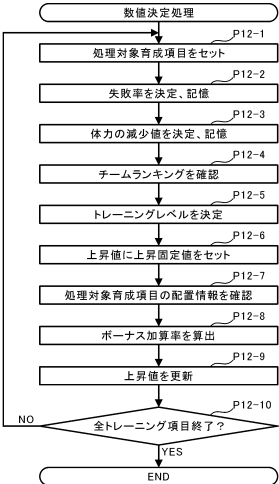 数値決定処理
P12-1
処理対象育成項目をセット
P12-2
失敗率を決定、記憶
P12-3
体力の減少値を決定、記憶
P12-4
チームランキングを確認
P12-5
トレーニングレベルを決定
P12-6
上昇値に上昇固定値をセット
P12-7
処理対象育成項目の配置情報を確認
P12-8
ボーナス加算率を算出
P12-9
上昇値を更新
P12-10
NO
全トレーニング項目終了?
YES
END